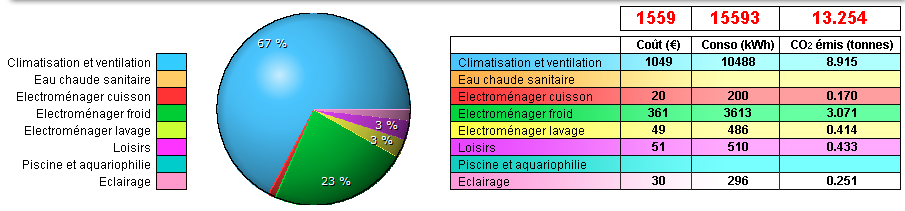 1559 15593 13.254
67 %
3 %
3 %
23 %
Climatisation et ventilation
Eau chaude sanitaire
Electroménager cuisson
Electroménager froid
Electroménager lavage
Loisirs
Piscine et aquariophilie
Eclairage
Coût (€) Conso (kWh) CO2 émis (tonnes)
Climatisation et ventilation 1049 10488 8.915
Eau chaude sanitaire
Electroménager cuisson 20 200 0.170
Electroménager froid 361 3613 3.071
Electroménager lavage 49 486 0.414
Loisirs 51 510 0.433
Piscine et aquariophilie
Eclairage 30 296 0.251